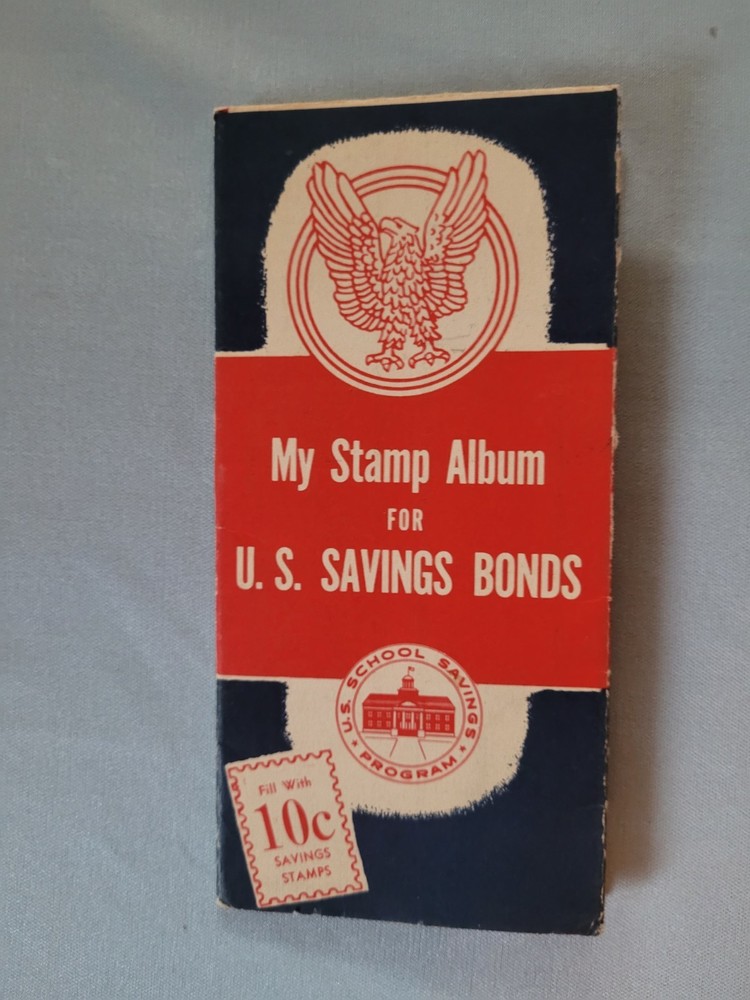 My Stamp Album
FOR
U. S. SAVINGS BONDS
U.S. SCHOOL SAVINGS
★ PROGRAM ★
Fill With
10c
SAVINGS
STAMPS